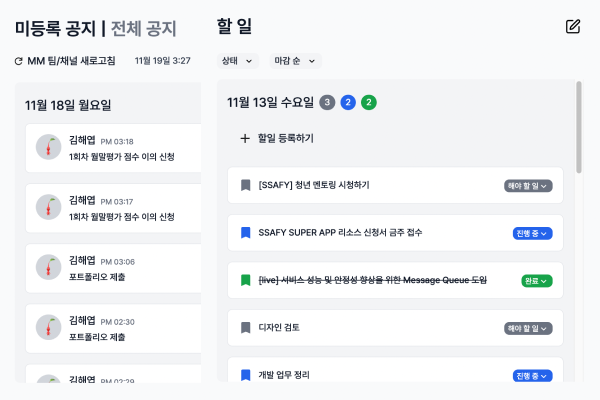 미등록 공지 | 전체 공지
MM 팀/채널 새로고침
11월 19일 3:27
11월 18일 월요일
김해엽 PM 03:18
1회차 월말평가 점수 이의 신청
김해엽 PM 03:17
1회차 월말평가 점수 이의 신청
김해엽 PM 03:06
포트폴리오 제출
김해엽 PM 02:30
포트폴리오 제출
김해엽 PM 02:29
할 일
상태
마감 순
11월 13일 수요일 3 2 2
할일 등록하기
[SSAFY] 청년 멘토링 시청하기
해야 할 일
SSAFY SUPER APP 리소스 신청서 금주 접수
진행 중
[live] 서비스 성능 및 안정성 향상을 위한 Message Queue 도입
완료
디자인 검토
해야 할 일
개발 업무 정리
진행 중